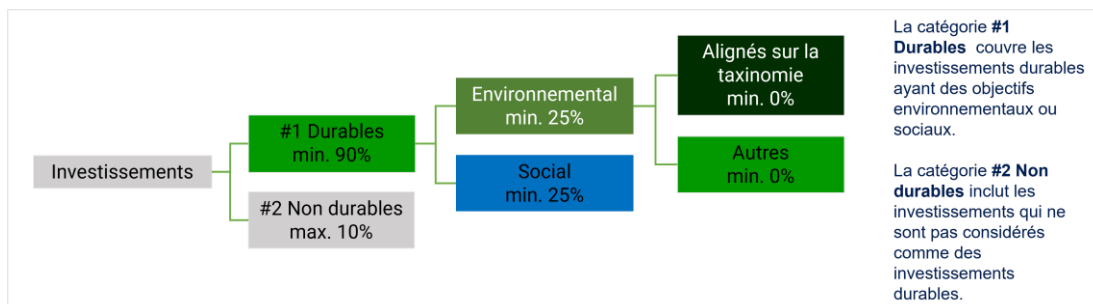 Investissements
#1 Durables
min. 90%
#2 Non durables
max. 10%
Environnemental
min. 25%
Social
min. 25%
Alignés sur la
taxinomie
min. 0%
Autres
min. 0%
La catégorie #1
Durables couvre les
investissements durables
ayant des objectifs
environnementaux ou
sociaux.
La catégorie #2 Non
durables inclut les
investissements qui ne
sont pas considérés
comme des
investissements
durables.